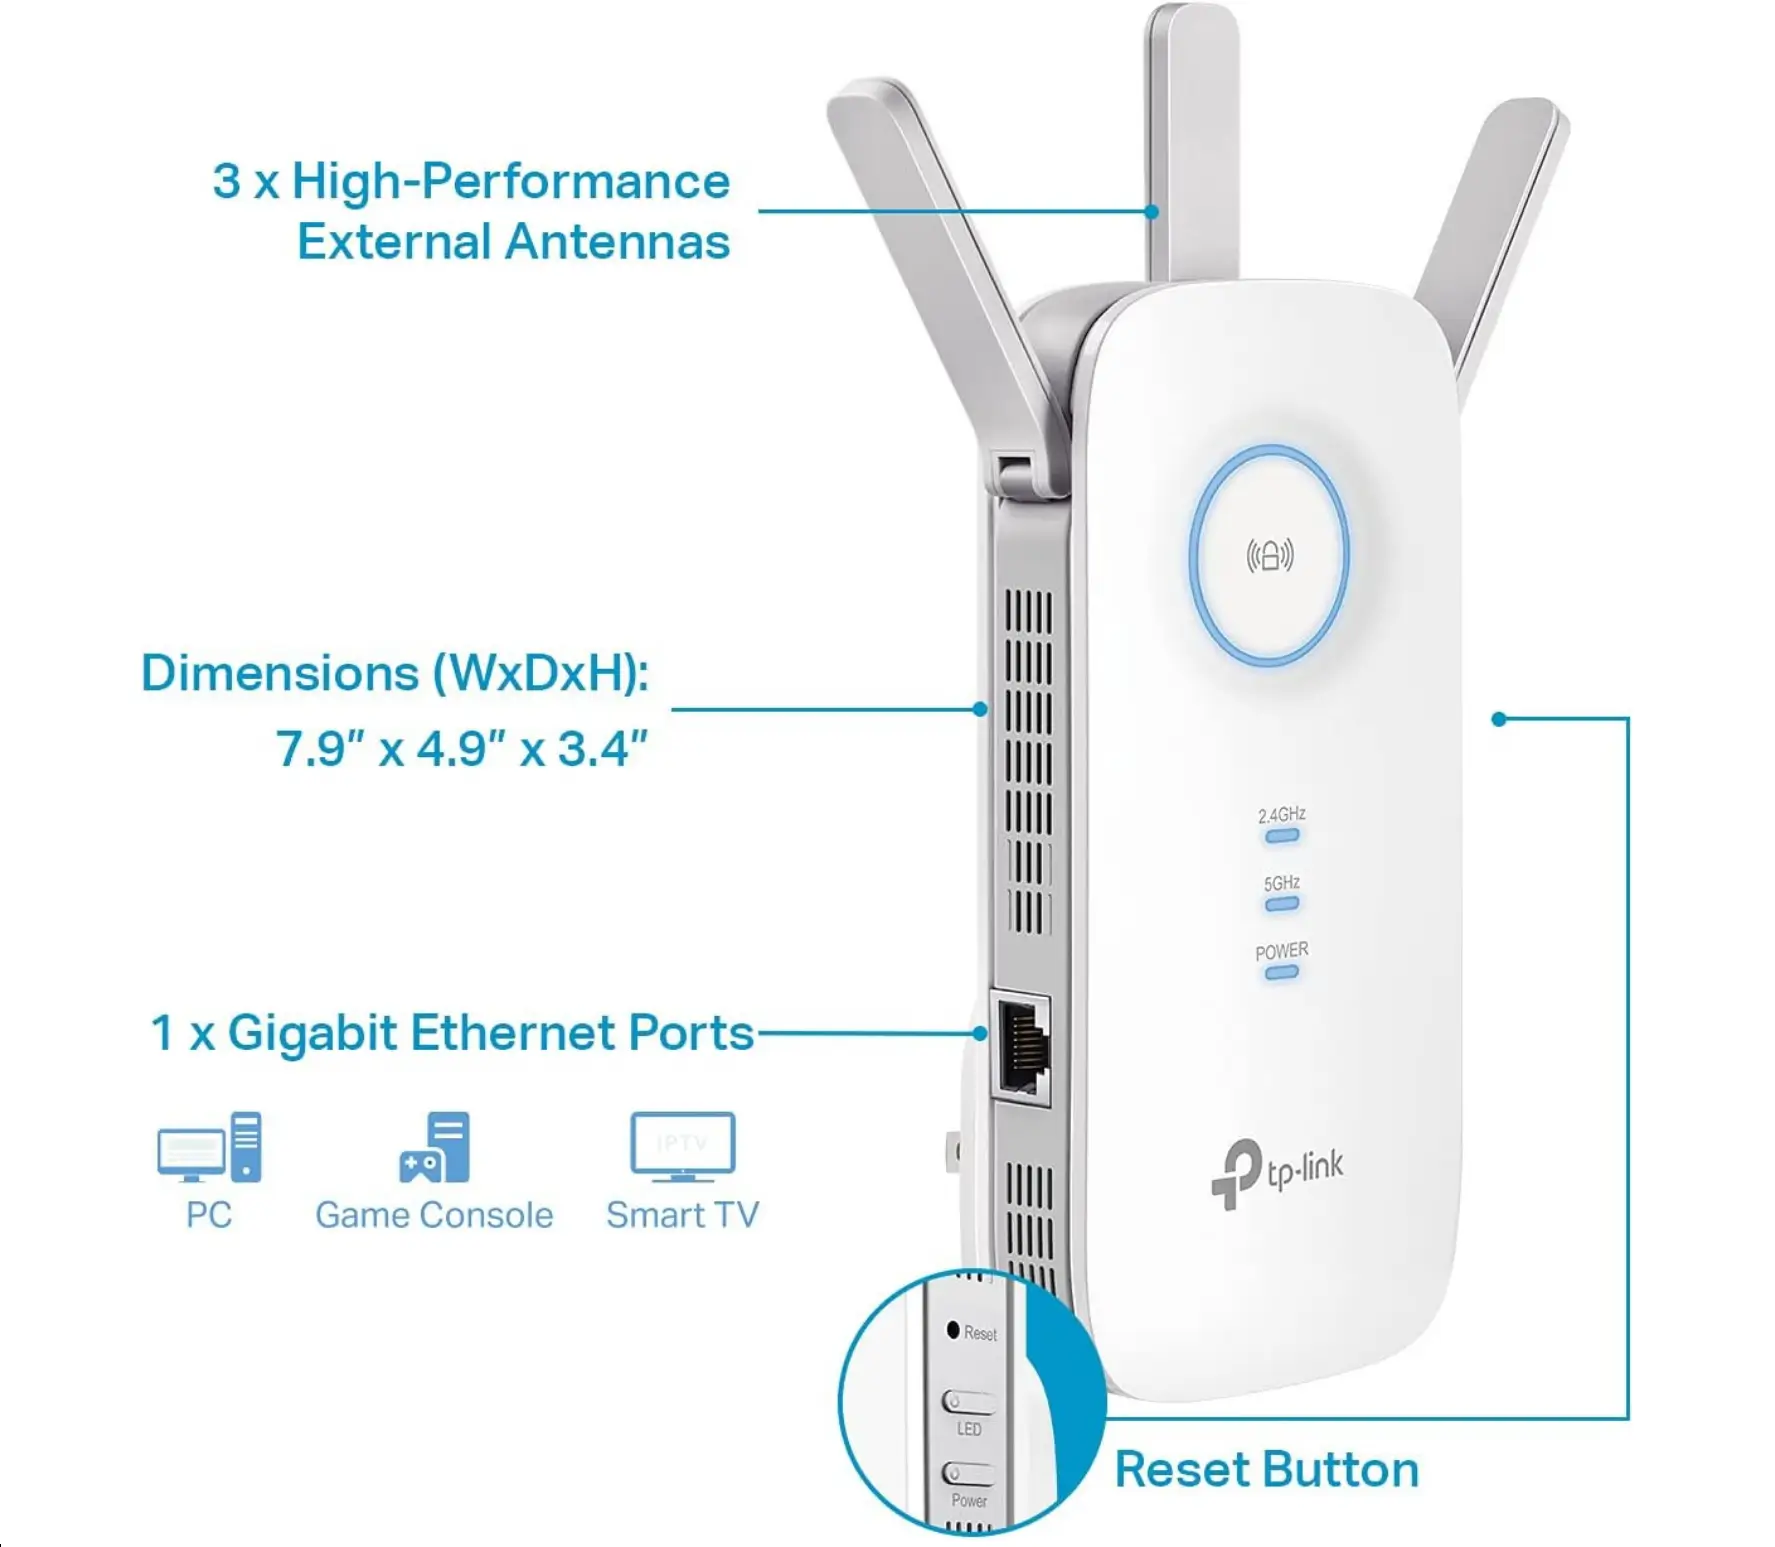 3 x High-Performance
External Antennas
Dimensions (WxDxH):
7.9″ x 4.9″ x 3.4″
2.4GHz
5GHz
POWER
1 x Gigabit Ethernet Ports
IPTV
PC
Game Console
Smart TV
tp-link
Reset
LED
Power
Reset Button